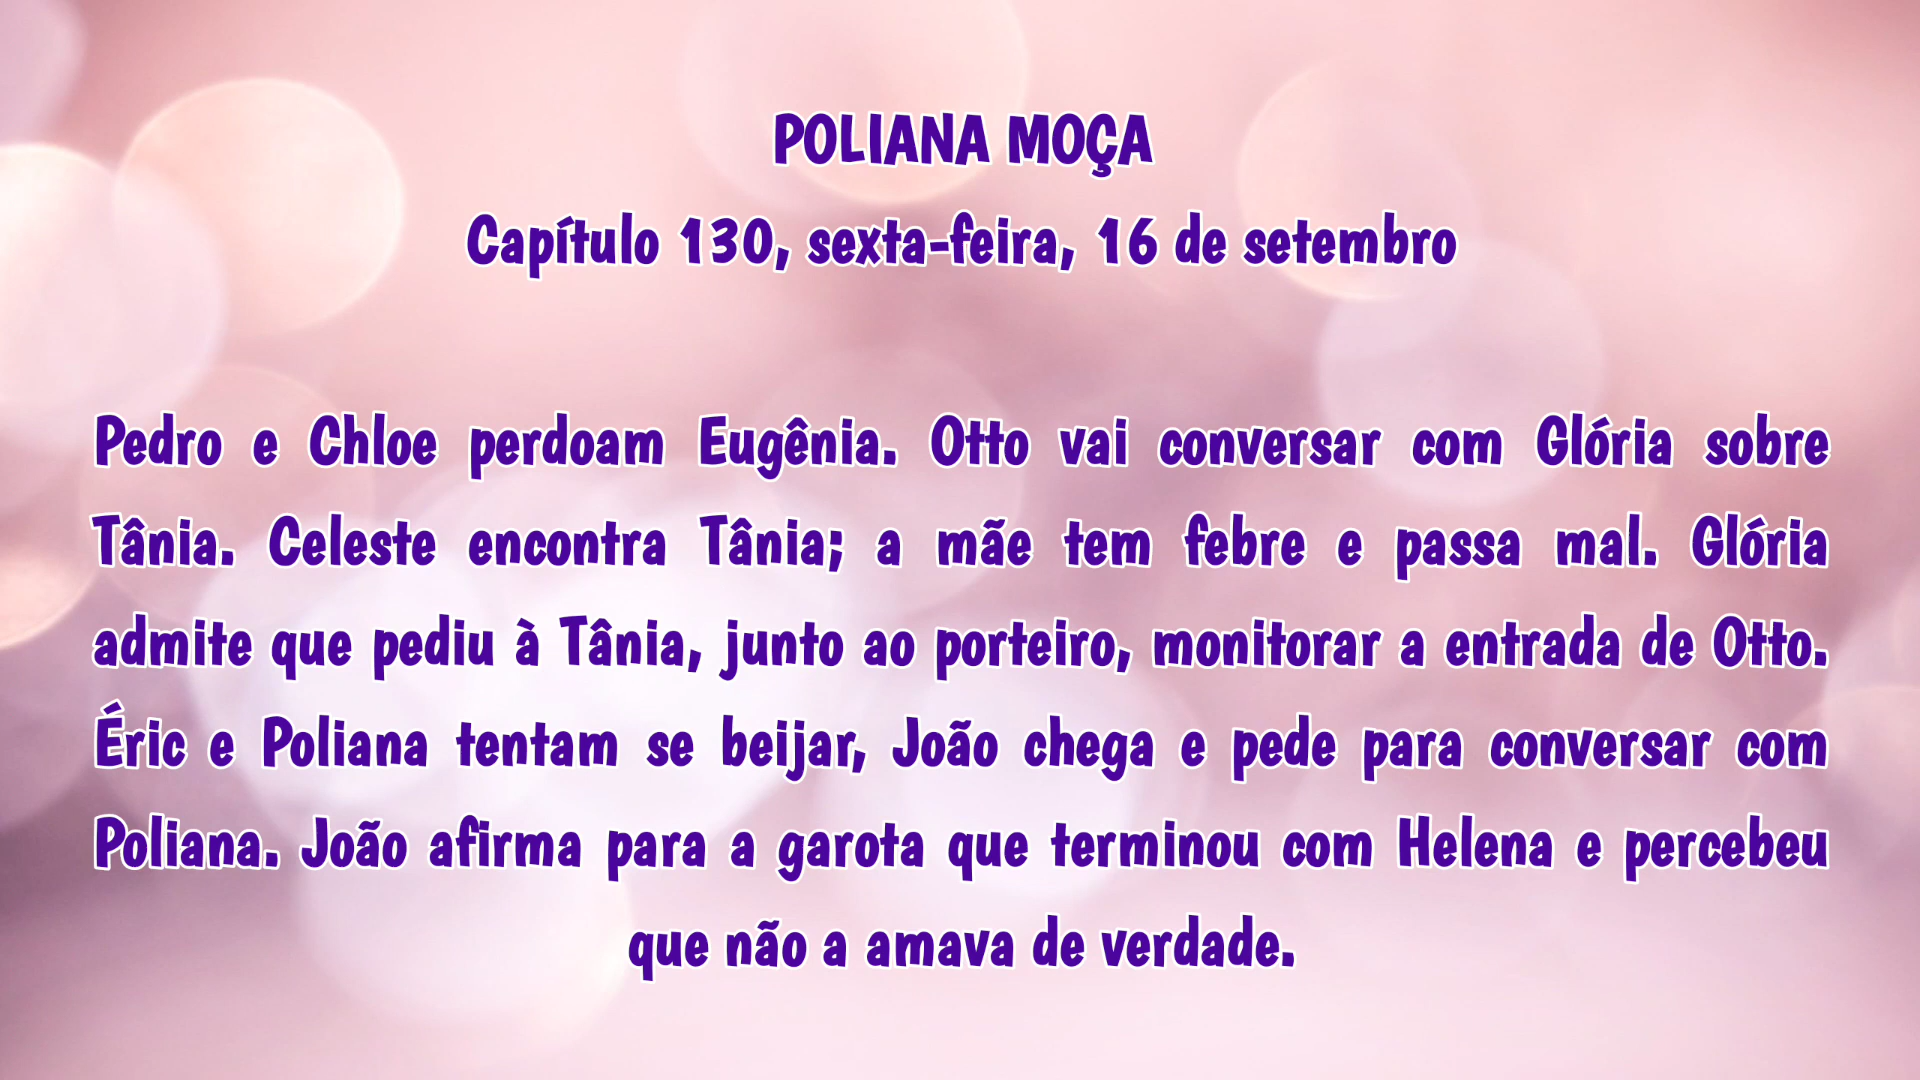 POLIANA MOÇA
Capítulo 130, sexta-feira, 16 de setembro
Pedro e Chloe perdoam Eugênia. Otto vai conversar com Glória sobre
Tânia. Celeste encontra Tânia; a mãe tem febre e passa mal. Glória
admite que pediu à Tânia, junto ao porteiro, monitorar a entrada de Otto.
Éric e Poliana tentam se beijar, João chega e pede para conversar com
Poliana. João afirma para a garota que terminou com Helena e percebeu
que não a amava de verdade.